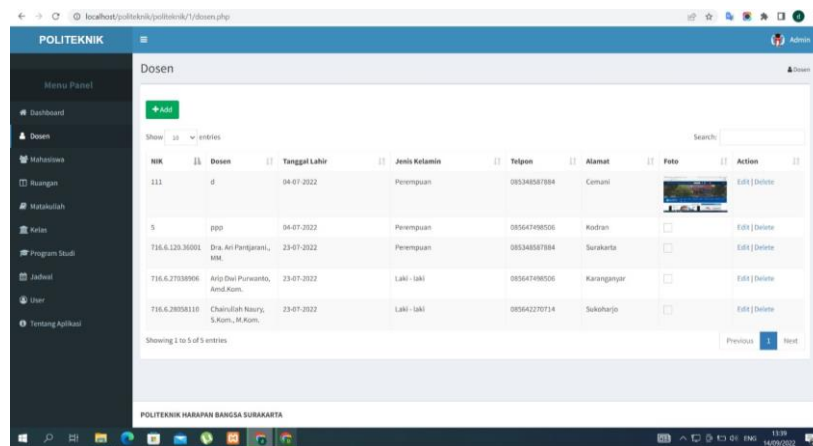 localhost/politeknik/politeknik/1/dosen.php
POLITEKNIK
Admin
Menu Panel
Dosen
Dosen
+Add
Dashboard
Dosen
Show 10 entries
Search:
Mahasiswa
NIK Dosen Tanggal Lahir Jenis Kelamin Telpon Alamat Foto Action
Ruangan
111 d 04-07-2022 Perempuan 085348587884 Cemani Edit | Delete
Matakuliah
Kelas
5 ppp 04-07-2022 Perempuan 085647498506 Kodran Edit | Delete
Program Studi
716.6.120.36001 Dra. Ari Pantjarani., 23-07-2022 Perempuan 085348587884 Surakarta Edit | Delete
MM.
Jadwal
716.6.27038906 Arip Dwi Purwanto, 23-07-2022 Laki - laki 085647498506 Karanganyar Edit | Delete
Amd.Kom.
User
716.6.28058110 Chairullah Naury, 23-07-2022 Laki - laki 085642270714 Sukoharjo Edit | Delete
S.Kom., M.Kom.
Tentang Aplikasi
Showing 1 to 5 of 5 entries
Previous 1 Next
POLITEKNIK HARAPAN BANGSA SURAKARTA
ENG
13:39
14/09/2022